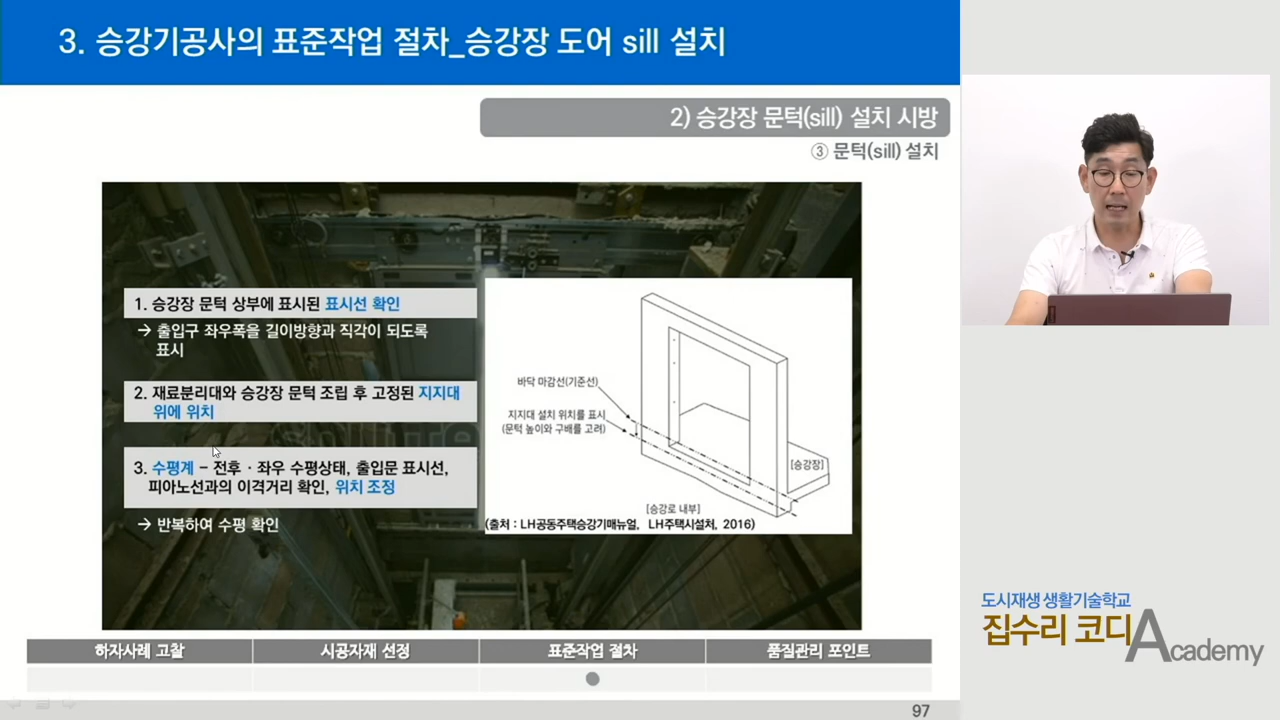 3. 승강기공사의 표준작업 절차_승강장 도어 sill 설치
2) 승강장 문턱(sill) 설치 시방
③ 문턱(sill) 설치
1. 승강장 문턱 상부에 표시된 표시선 확인
→ 출입구 좌우폭을 길이방향과 직각이 되도록
표시
2. 재료분리대와 승강장 문턱 조립 후 고정된 지지대
위에 위치
3. 수평계 – 전후 · 좌우 수평상태, 출입문 표시선,
피아노선과의 이격거리 확인, 위치 조정
→ 반복하여 수평 확인
바닥 마감선(기준선)
지지대 설치 위치를 표시
(문턱 높이와 구배를 고려)
[승강장]
[승강로 내부]
(출처 : LH공동주택승강기매뉴얼, LH주택시설처, 2016)
하자사례 고찰
시공자재 선정
표준작업 절차
품질관리 포인트
97
도시재생 생활기술학교
집수리 코디 Academy